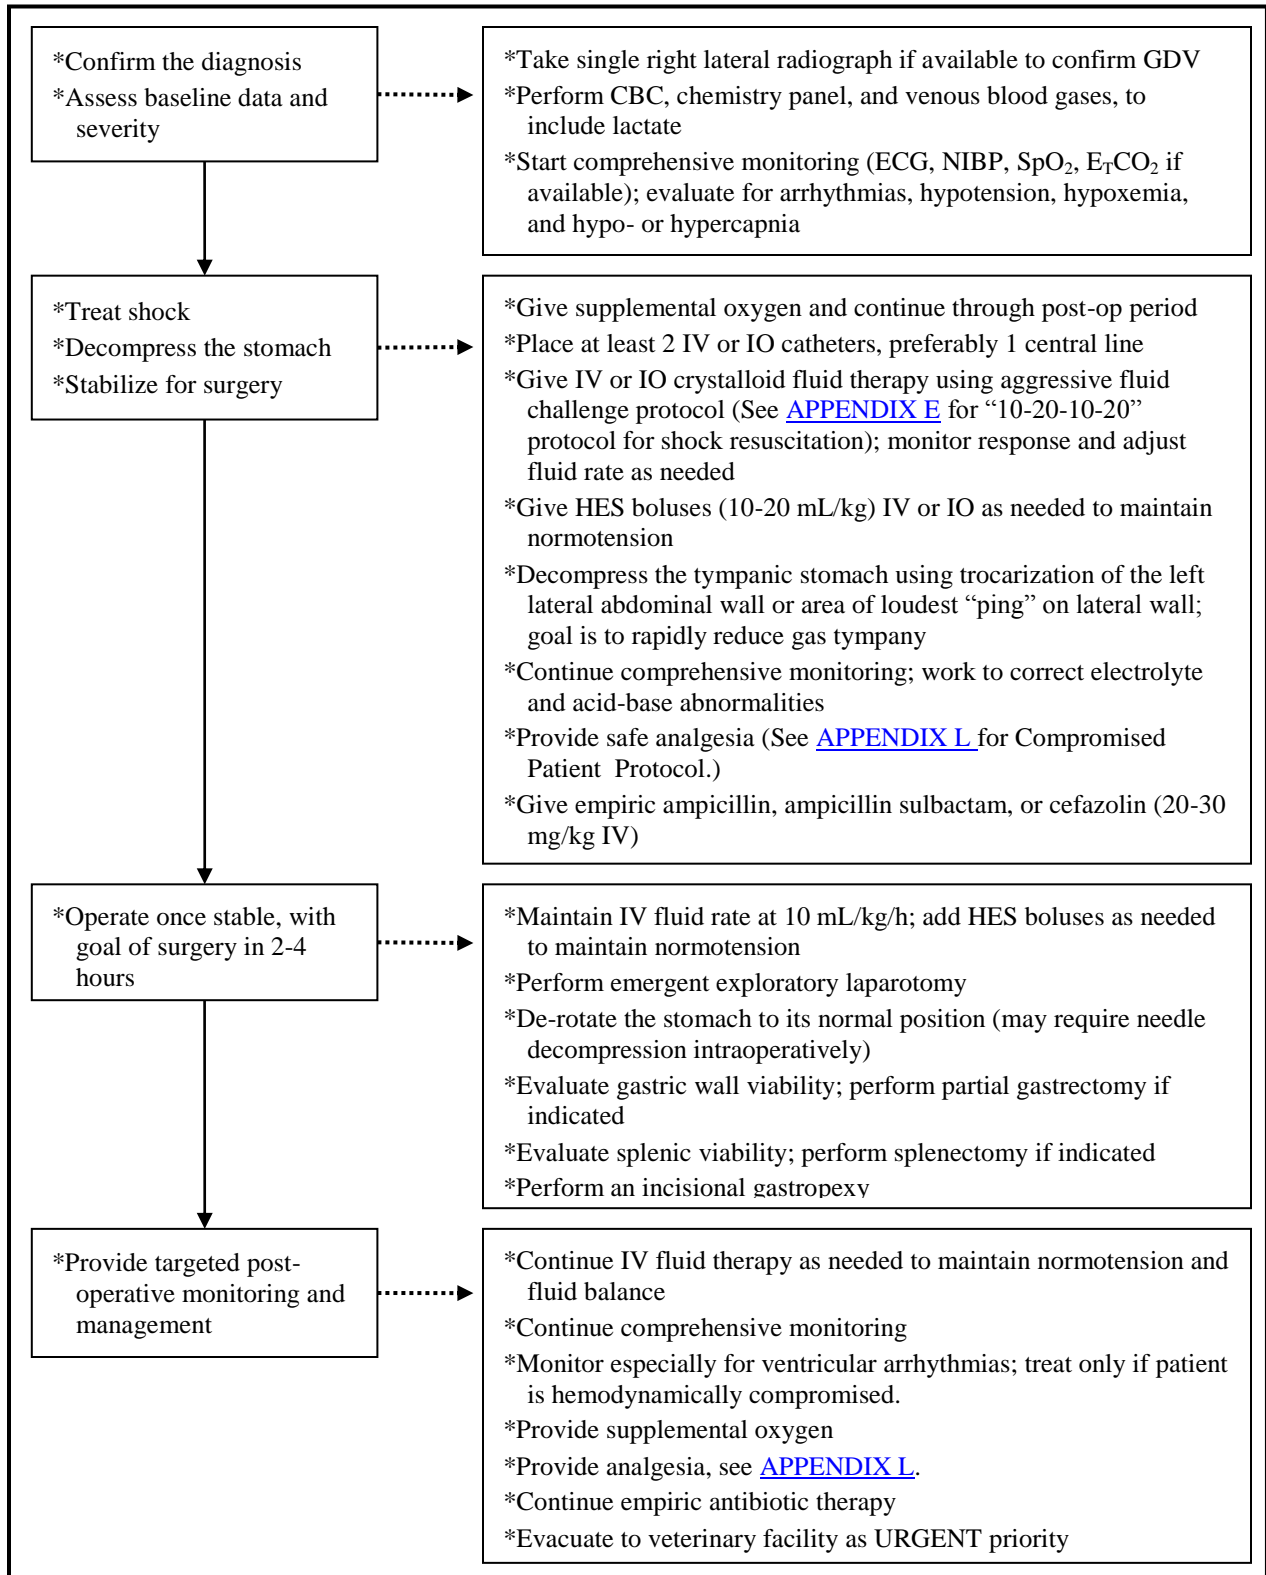 *Confirm the diagnosis
*Assess baseline data and
severity
*Take single right lateral radiograph if available to confirm GDV
*Perform CBC, chemistry panel, and venous blood gases, to
include lactate
*Start comprehensive monitoring (ECG, NIBP, SpO₂, E_TCO₂ if
available); evaluate for arrhythmias, hypotension, hypoxemia,
and hypo- or hypercapnia
*Treat shock
*Decompress the stomach
*Stabilize for surgery
*Give supplemental oxygen and continue through post-op period
*Place at least 2 IV or IO catheters, preferably 1 central line
*Give IV or IO crystalloid fluid therapy using aggressive fluid
challenge protocol (See APPENDIX E for “10-20-10-20”
protocol for shock resuscitation); monitor response and adjust
fluid rate as needed
*Give HES boluses (10-20 mL/kg) IV or IO as needed to maintain
normotension
*Decompress the tympanic stomach using trocarization of the left
lateral abdominal wall or area of loudest “ping” on lateral wall;
goal is to rapidly reduce gas tympany
*Continue comprehensive monitoring; work to correct electrolyte
and acid-base abnormalities
*Provide safe analgesia (See APPENDIX L for Compromised
Patient Protocol.)
*Give empiric ampicillin, ampicillin sulbactam, or cefazolin (20-30
mg/kg IV)
*Operate once stable, with
goal of surgery in 2-4
hours
*Maintain IV fluid rate at 10 mL/kg/h; add HES boluses as needed
to maintain normotension
*Perform emergent exploratory laparotomy
*De-rotate the stomach to its normal position (may require needle
decompression intraoperatively)
*Evaluate gastric wall viability; perform partial gastrectomy if
indicated
*Evaluate splenic viability; perform splenectomy if indicated
*Perform an incisional gastropexy
*Provide targeted post-
operative monitoring and
management
*Continue IV fluid therapy as needed to maintain normotension and
fluid balance
*Continue comprehensive monitoring
*Monitor especially for ventricular arrhythmias; treat only if patient
is hemodynamically compromised.
*Provide supplemental oxygen
*Provide analgesia, see APPENDIX L.
*Continue empiric antibiotic therapy
*Evacuate to veterinary facility as URGENT priority